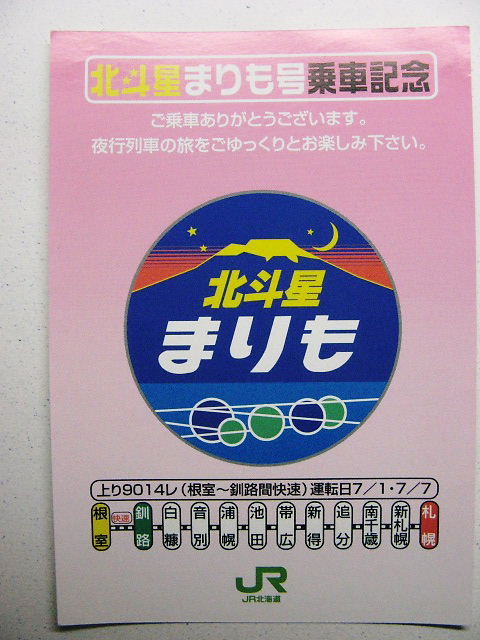 北斗星まりも号乗車記念
ご乗車ありがとうございます。
夜行列車の旅をごゆっくりとお楽しみ下さい。
北斗星
まりも
上り9014レ(根室〜釧路間快速)運転日7/1・7/7
根室 快速 釧路 白糠 音別 浦幌 池田 帯広 新得 追分 南千歳 新札幌 札幌
JR
JR北海道